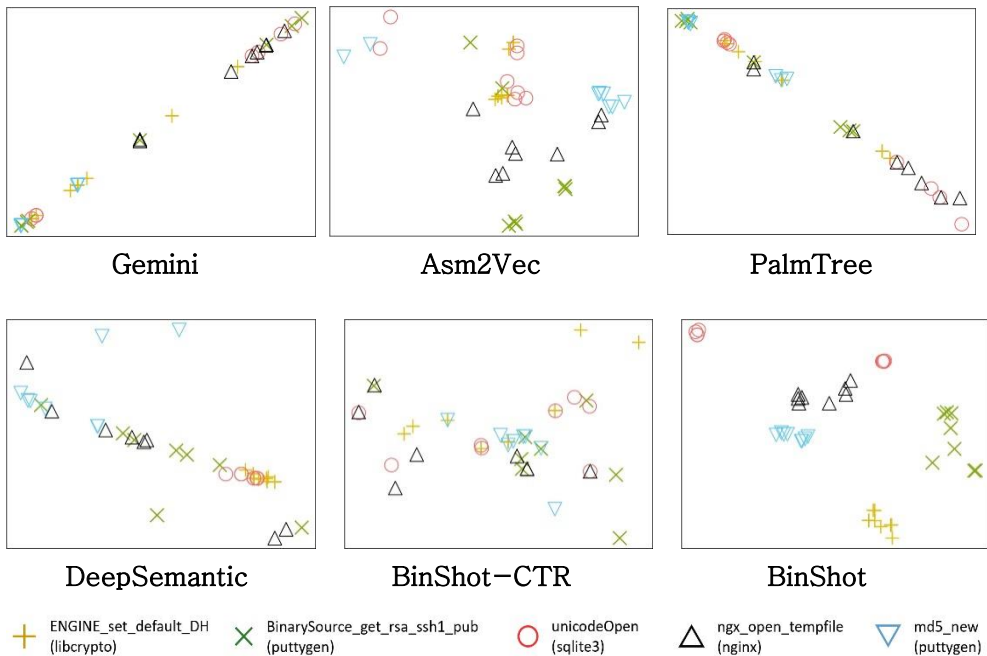 Gemini
Asm2Vec
PalmTree
DeepSemantic
BinShot-CTR
BinShot
ENGINE_set_default_DH
(libcrypto)
BinarySource_get_rsa_ssh1_pub
(puttygen)
unicodeOpen
(sqlite3)
ngx_open_tempfile
(nginx)
md5_new
(puttygen)